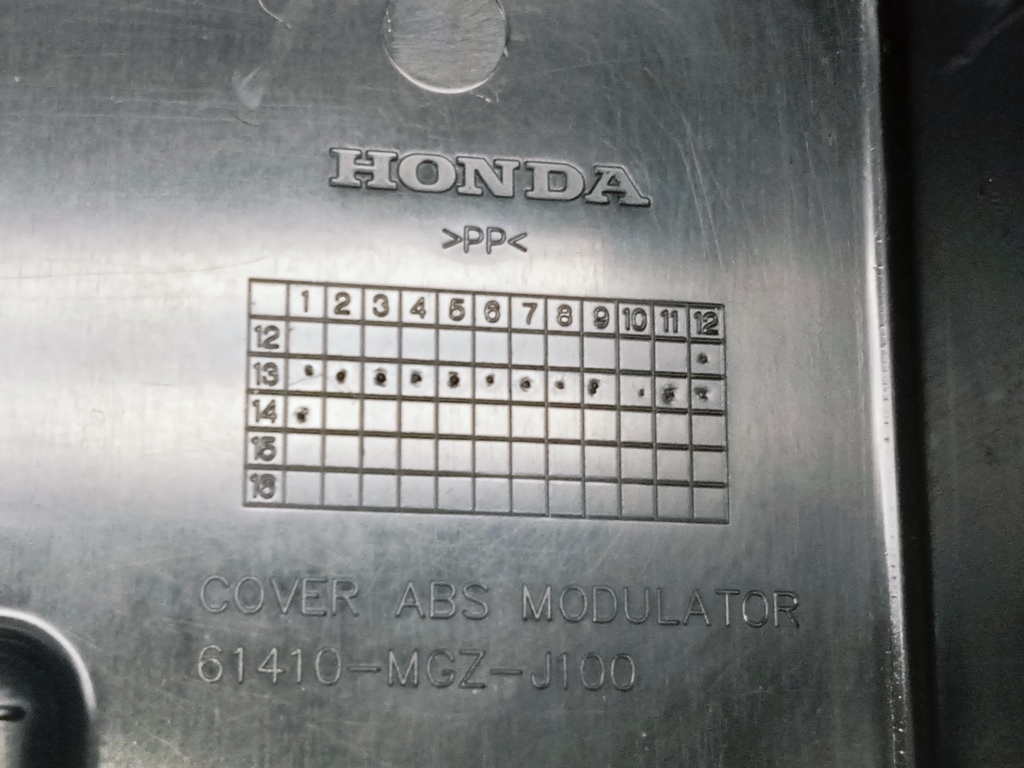 HONDA
>PP<
1 2 3 4 5 6 7 8 9 10 11 12
12
13
14
15
16
COVER ABS MODULATOR
61410-MGZ-J100